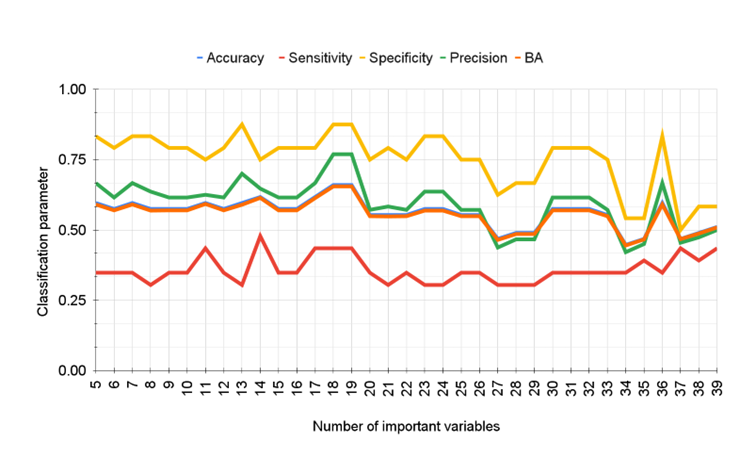 Accuracy Sensitivity Specificity Precision BA
1.00
0.75
0.50
0.25
0.00
Classification parameter
5 6 7 8 9 10 11 12 13 14 15 16 17 18 19 20 21 22 23 24 25 26 27 28 29 30 31 32 33 34 35 36 37 38 39
Number of important variables